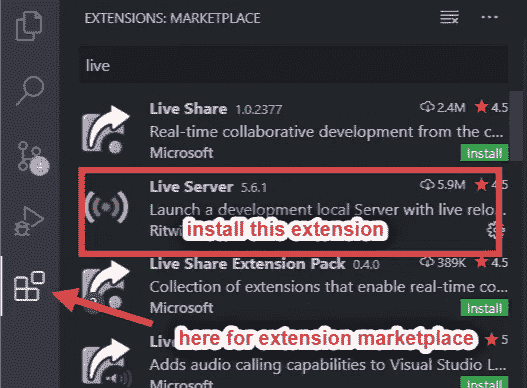 EXTENSIONS: MARKETPLACE
live
Live Share 1.0.2377 2.4M 4.5
Real-time collaborative development from the c...
Microsoft Install
Live Server 5.6.1 5.9M 4.5
Launch a development local Server with live relo...
install this extension
Live Share Extension Pack 0.4.0 389K 4.5
Collection of extensions that enable real-time co...
Microsoft Install
here for extension marketplace
5
Adds audio calling capabilities to Visual Studio L...
Microsoft Install